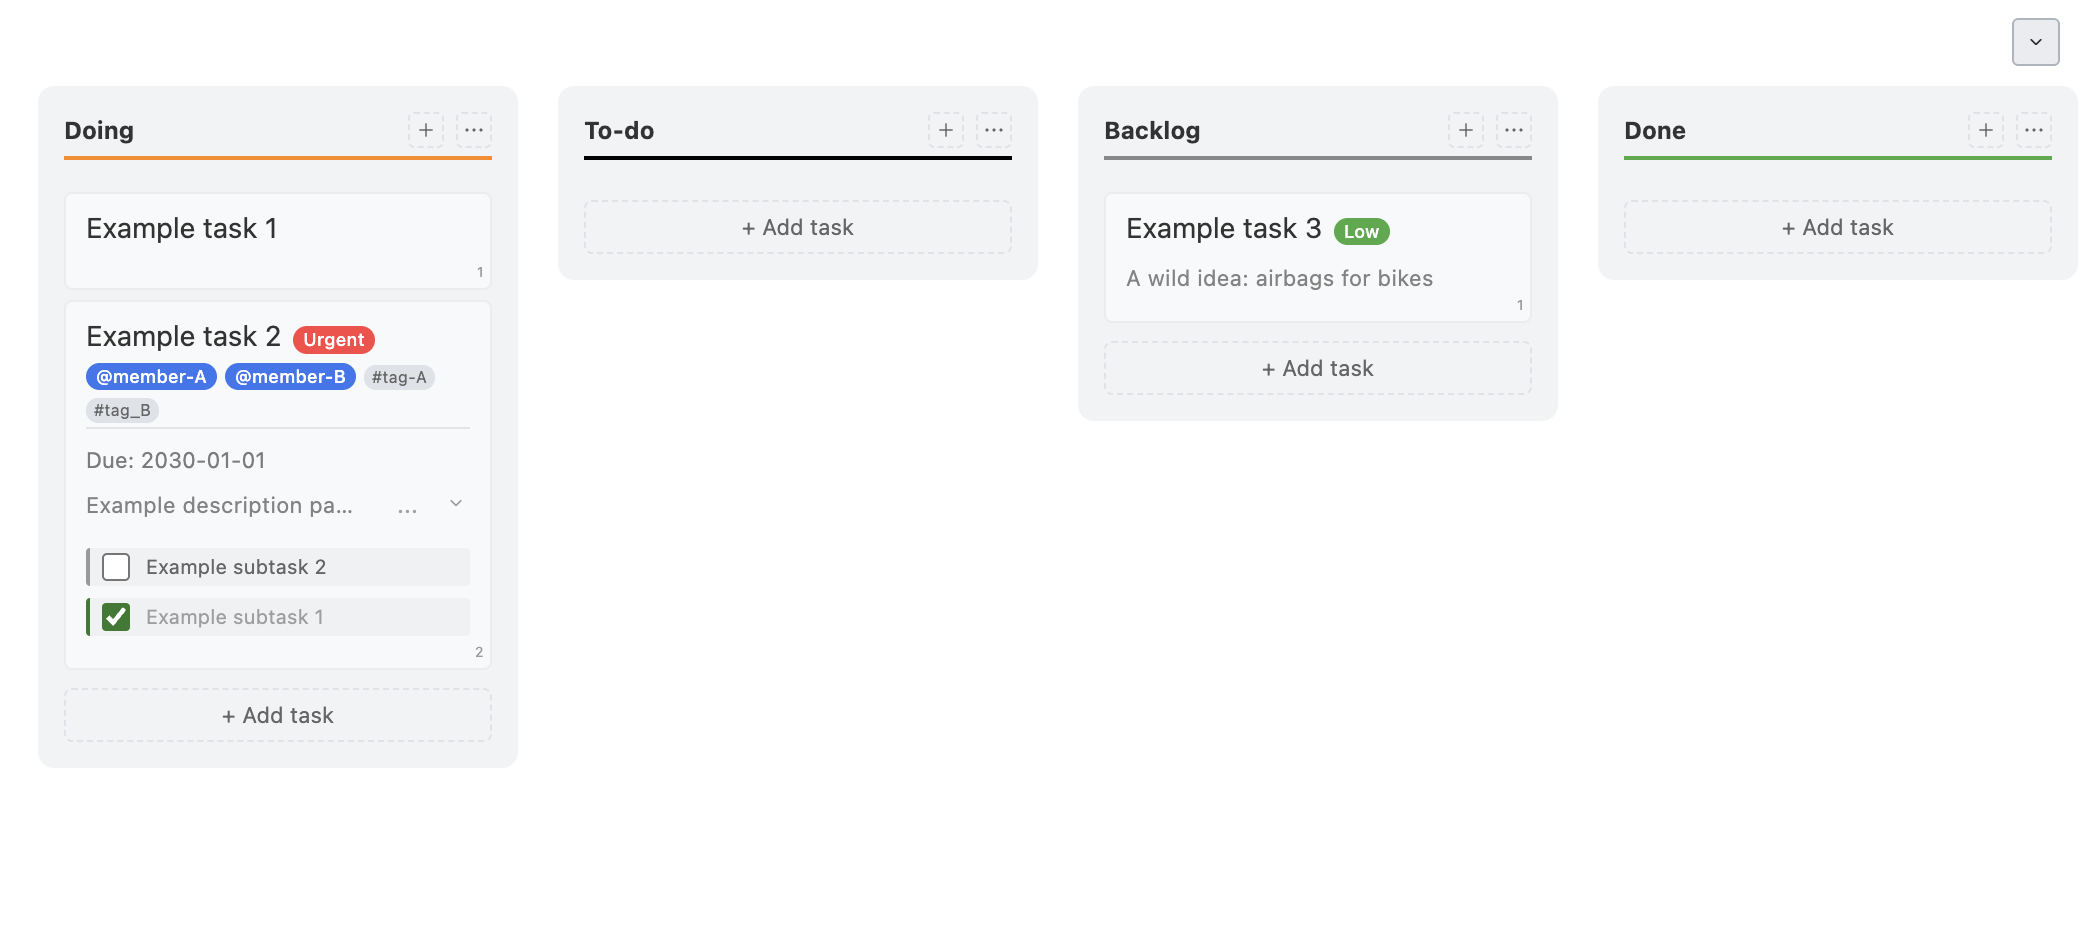 Doing
Example task 1
1
Example task 2 Urgent
@member-A @member-B #tag-A
#tag_B
Due: 2030-01-01
Example description pa... ...
Example subtask 2
Example subtask 1
2
+ Add task
To-do
+ Add task
Backlog
Example task 3 Low
A wild idea: airbags for bikes
1
+ Add task
Done
+ Add task